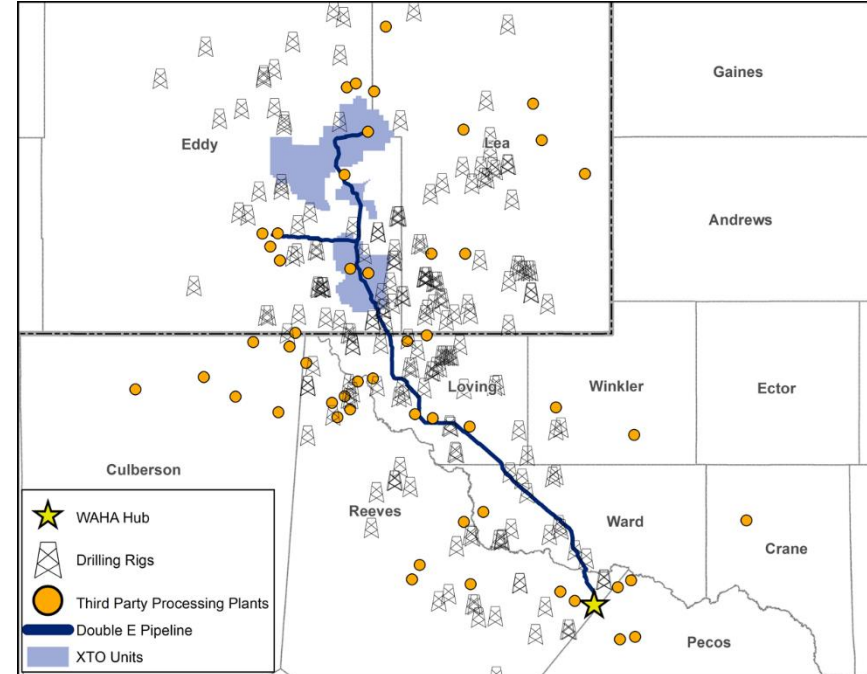 Gaines
Eddy
Lea
Andrews
Loving
Winkler
Ector
Culberson
Reeves
Ward
Crane
Pecos
WAHA Hub
Drilling Rigs
Third Party Processing Plants
Double E Pipeline
XTO Units